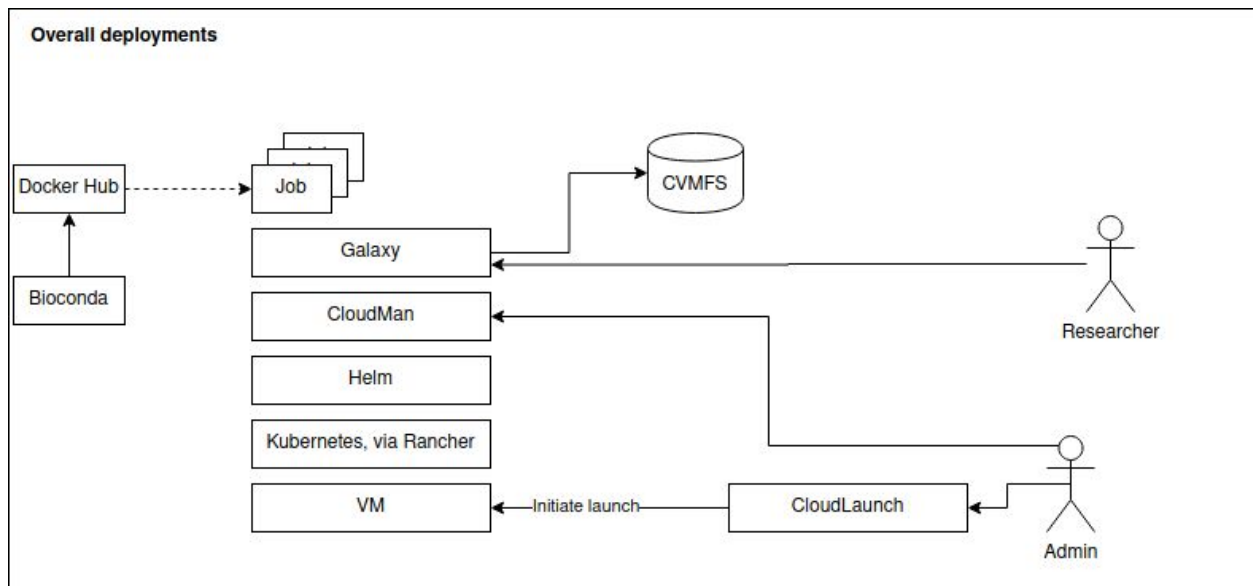 Overall deployments
Docker Hub
Job
CVMFS
Galaxy
Bioconda
CloudMan
Researcher
Helm
Kubernetes, via Rancher
VM
Initiate launch
CloudLaunch
Admin